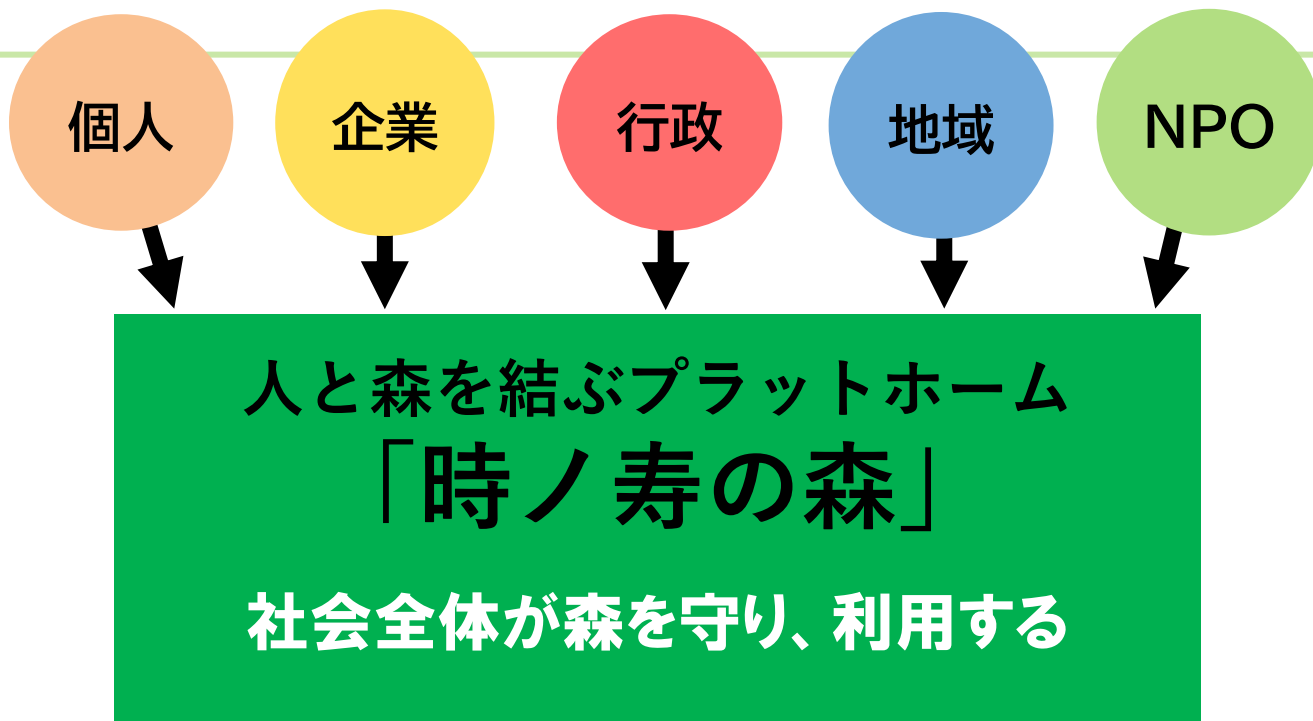 個人
企業
行政
地域
NPO
人と森を結ぶプラットホーム
「時ノ寿の森」
社会全体が森を守り、利用する